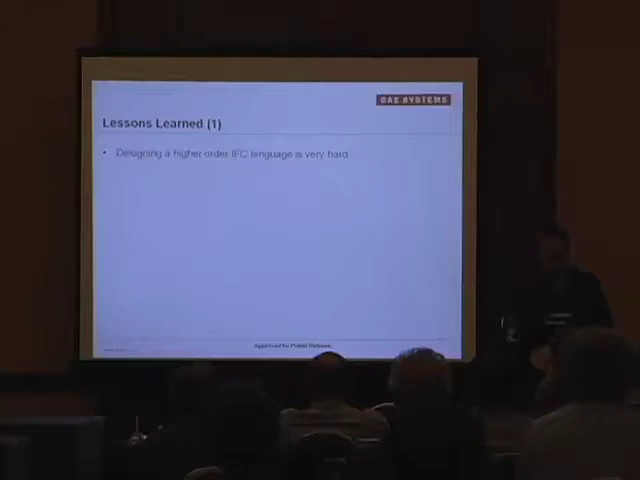 BAE SYSTEMS
Lessons Learned (1)
• Designing a higher order IFC language is very hard
Approved for Public Release